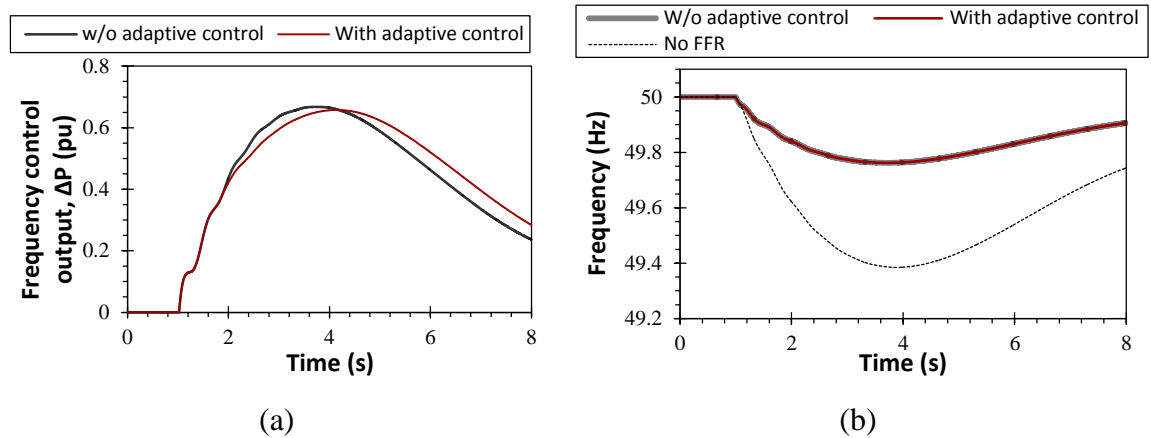 w/o adaptive control With adaptive control
Frequency control
output, ΔP (pu)
0.8
0.6
0.4
0.2
0
0 2 4 6 8
Time (s)
(a)
W/o adaptive control With adaptive control
No FFR
Frequency (Hz)
50
49.8
49.6
49.4
49.2
0 2 4 6 8
Time (s)
(b)